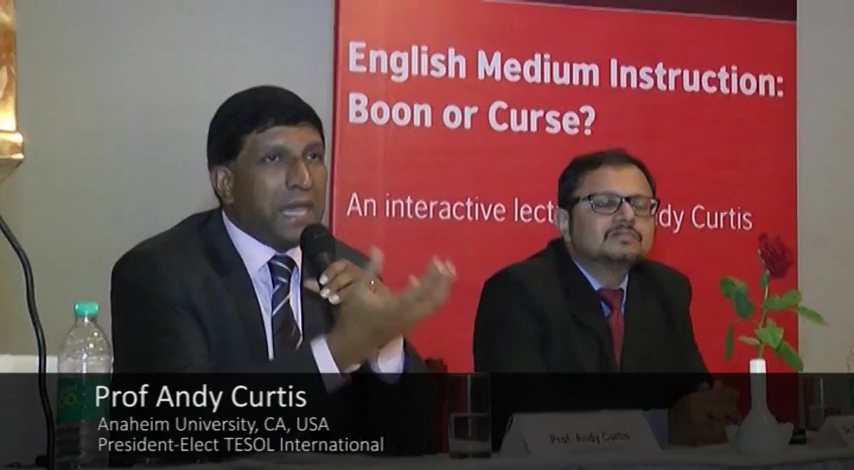 English Medium Instruction:
Boon or Curse?
An interactive lect
dy Curtis
Prof. Andy Curtis
Prof Andy Curtis
Anaheim University, CA, USA
President-Elect TESOL International